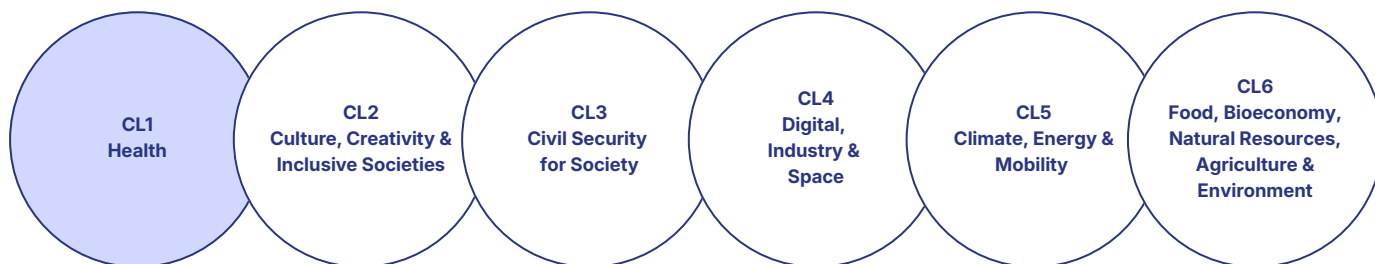 CL1
Health
CL2
Culture, Creativity &
Inclusive Societies
CL3
Civil Security
for Society
CL4
Digital,
Industry &
Space
CL5
Climate, Energy &
Mobility
CL6
Food, Bioeconomy,
Natural Resources,
Agriculture &
Environment